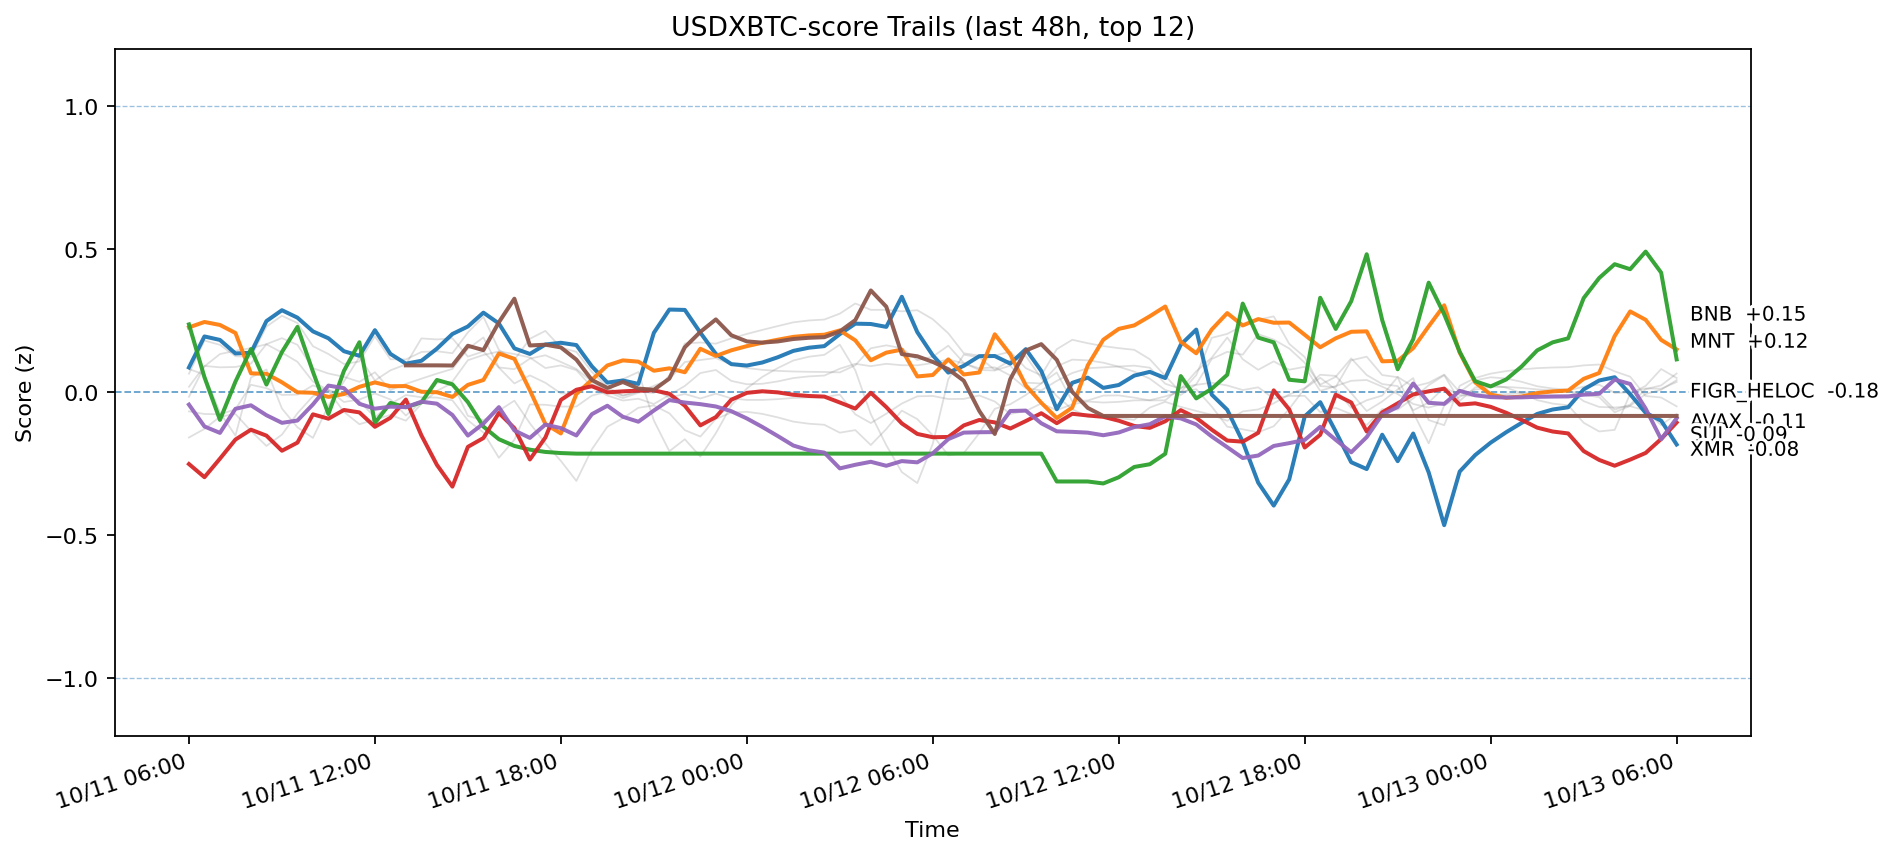 USDXBTC-score Trails (last 48h, top 12)
Score (z)
1.0
0.5
0.0
−0.5
−1.0
BNB +0.15
MNT +0.12
FIGR_HELOC -0.18
AVAX -0.11
SUI -0.09
XMR -0.08
10/11 06:00
10/11 12:00
10/11 18:00
10/12 00:00
10/12 06:00
10/12 12:00
10/12 18:00
10/13 00:00
10/13 06:00
Time